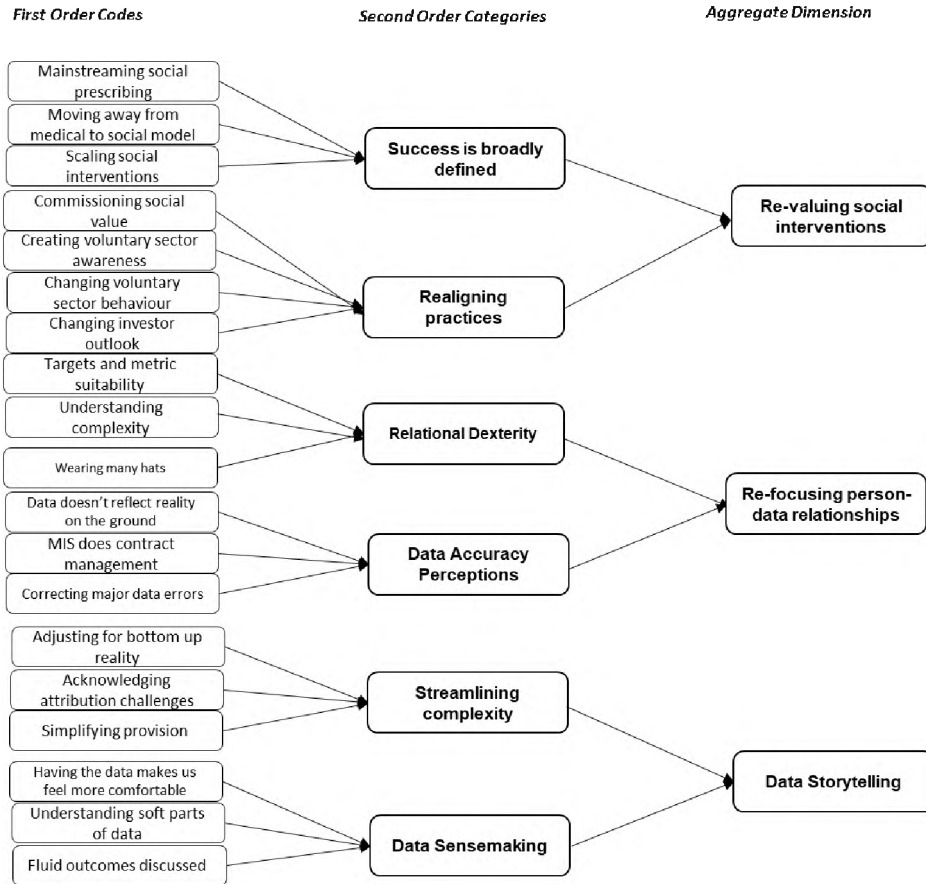 First Order Codes
Second Order Categories
Aggregate Dimension
Mainstreaming social
prescribing
Moving away from
medical to social model
Scaling social
interventions
Commissioning social
value
Creating voluntary sector
awareness
Changing voluntary
sector behaviour
Changing investor
outlook
Targets and metric
suitability
Understanding
complexity
Wearing many hats
Data doesn't reflect reality
on the ground
MIS does contract
management
Correcting major data errors
Adjusting for bottom up
reality
Acknowledging
attribution challenges
Simplifying provision
Having the data makes us
feel more comfortable
Understanding soft parts
of data
Fluid outcomes discussed
Success is broadly
defined
Realigning
practices
Relational Dexterity
Data Accuracy
Perceptions
Streamlining
complexity
Data Sensemaking
Re-valuing social
interventions
Re-focusing person-
data relationships
Data Storytelling